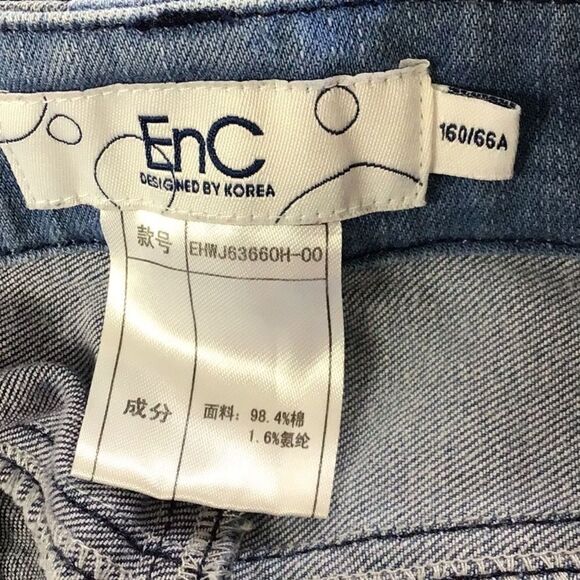 EnC
DESIGNED BY KOREA
160/66A
款号 EHWJ63660H-00
成分 面料: 98.4%棉
1.6%氨纶